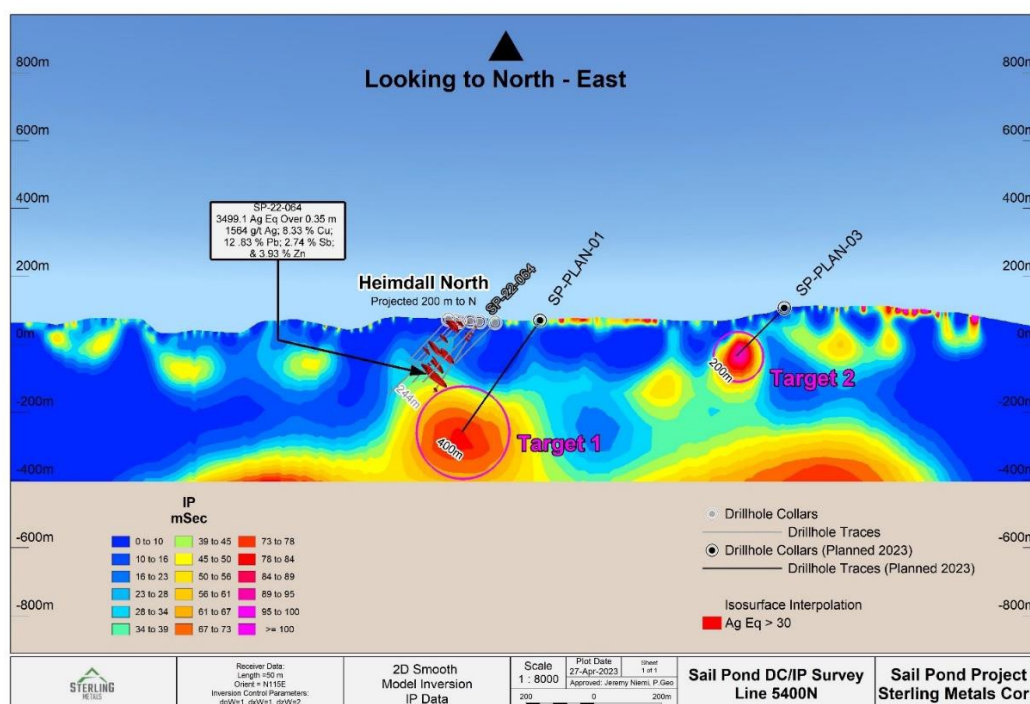 800m
800m
Looking to North - East
600m
600m
400m
400m
SP-22-064
3499.1 Ag Eq Over 0.35 m
1564 g/t Ag; 8.33 % Cu;
12 .83 % Pb; 2.74 % Sb;
& 3.93 % Zn
200m
200m
Heimdall North
Projected 200 m to N
SP-22-064
SP-PLAN-01
SP-PLAN-03
0m
0m
200m
Target 2
244m
-200m
-200m
400m
Target 1
-400m
-400m
IP
mSec
0 to 10
39 to 45
73 to 78
10 to 16
45 to 50
78 to 84
16 to 23
50 to 56
84 to 89
23 to 28
56 to 61
89 to 95
28 to 34
61 to 67
95 to 100
34 to 39
67 to 73
>= 100
Drillhole Collars
Drillhole Traces
Drillhole Collars (Planned 2023)
Drillhole Traces (Planned 2023)
Isosurface Interpolation
Ag Eq > 30
-600m
-600m
-800m
-800m
STERLING
METALS
Receiver Data:
Length =50 m
Orient = N115E
Inversion Control Parameters:
2D Smooth
Model Inversion
IP Data
Scale
1 : 8000
Plot Date
27-Apr-2023
Sheet
1 of 1
Approved: Jeremy Niemi, P.Geo
200
0
200m
Sail Pond DC/IP Survey
Line 5400N
Sail Pond Project
Sterling Metals Cor